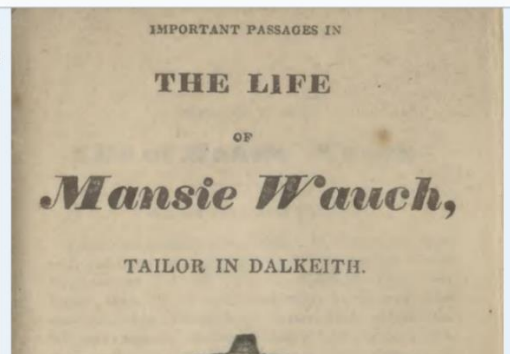 IMPORTANT PASSAGES IN
THE LIFE
OF
Mansie Wauch,
TAILOR IN DALKEITH.